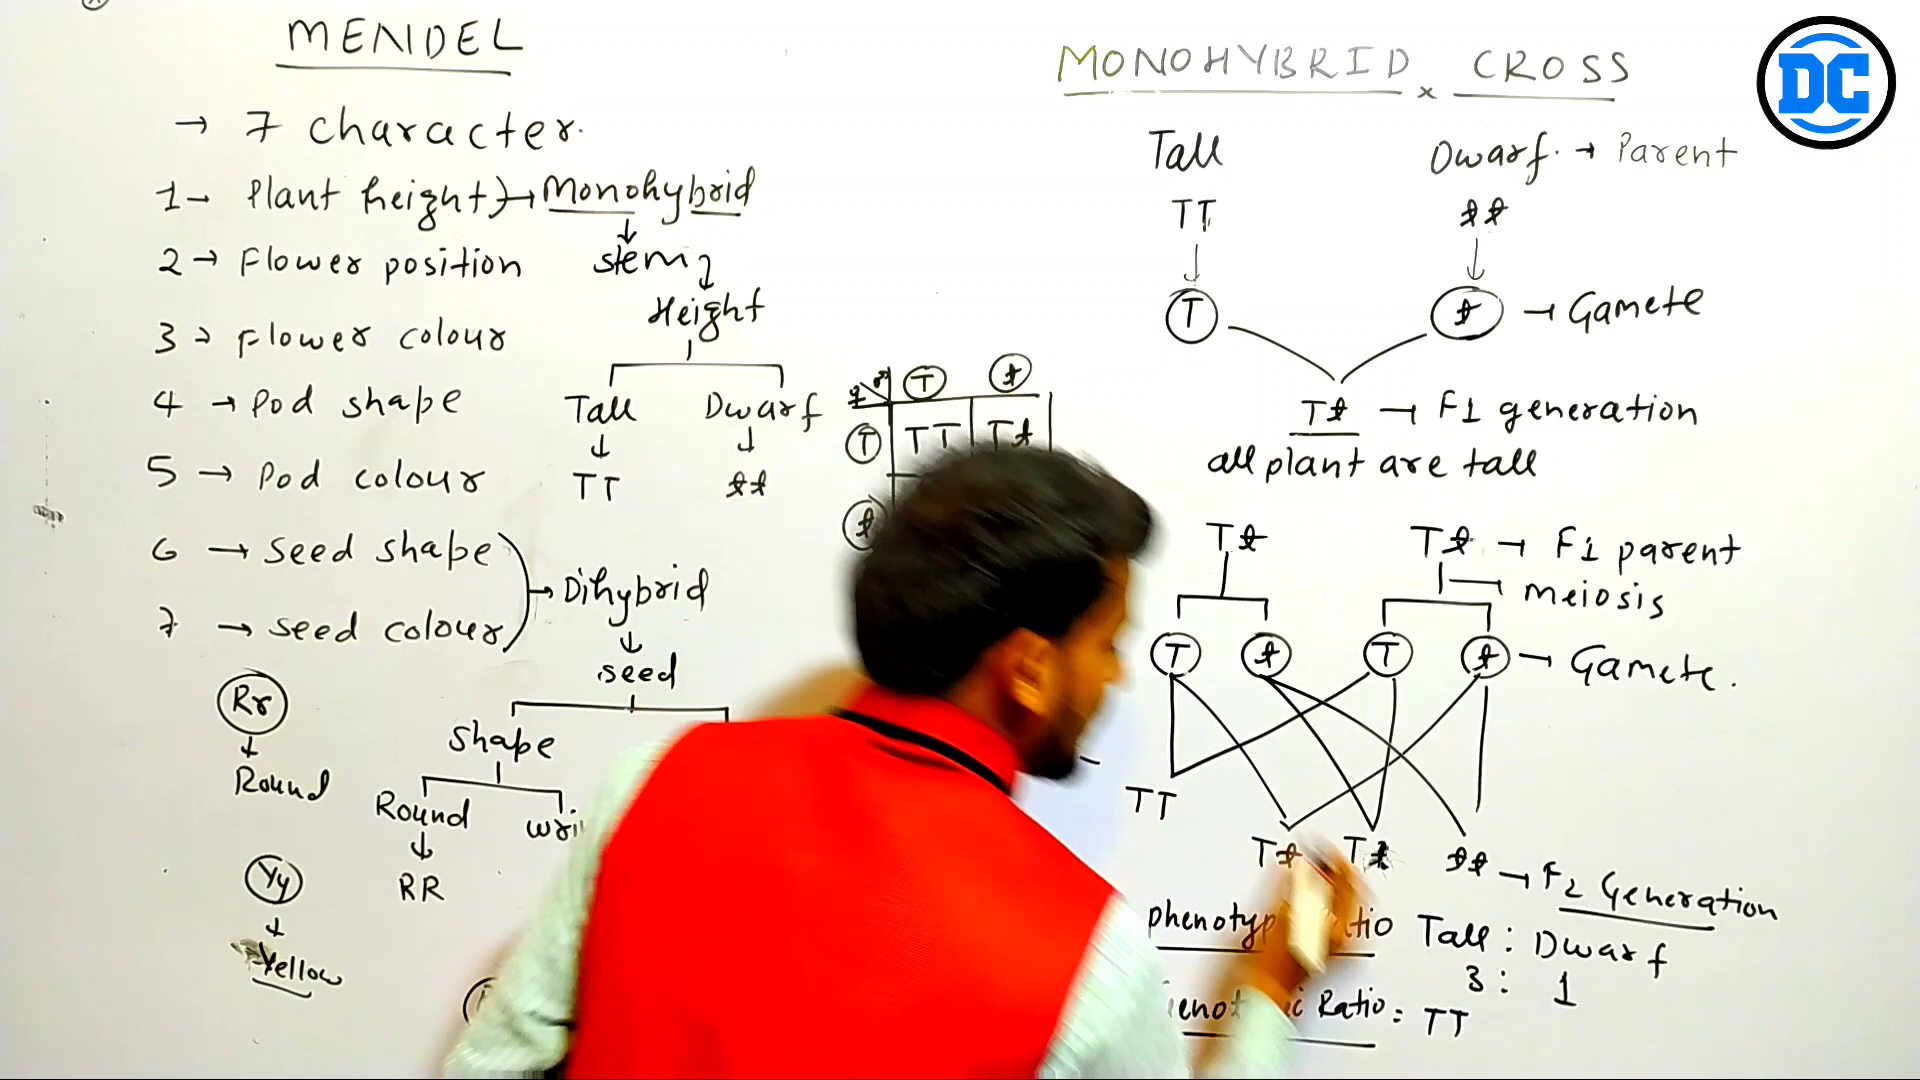 MENDEL
→ 7 character.
1→ Plant height → Monohybrid
stem
Height
2 → Flower position
3 → Flower colour
4 → Pod shape
5 → Pod colour
Tall Dwarf
TT tt
6 → Seed shape
7 → seed colour
→ Dihybrid
seed
Shape
Round
RR
Rr
Round
Yy
Yellow
♀ ♂ T t
T TT Tt
t
MONOHYBRID CROSS
x
Tall Dwarf. → Parent
TT tt
T t → Gamete
Tt → F1 generation
all plant are tall
Tt Tt → F1 parent
meiosis
T t T t → Gamete.
TT
Tt Tt tt → F2 Generation
Tall : Dwarf
3 : 1
Ratio = TT
DC